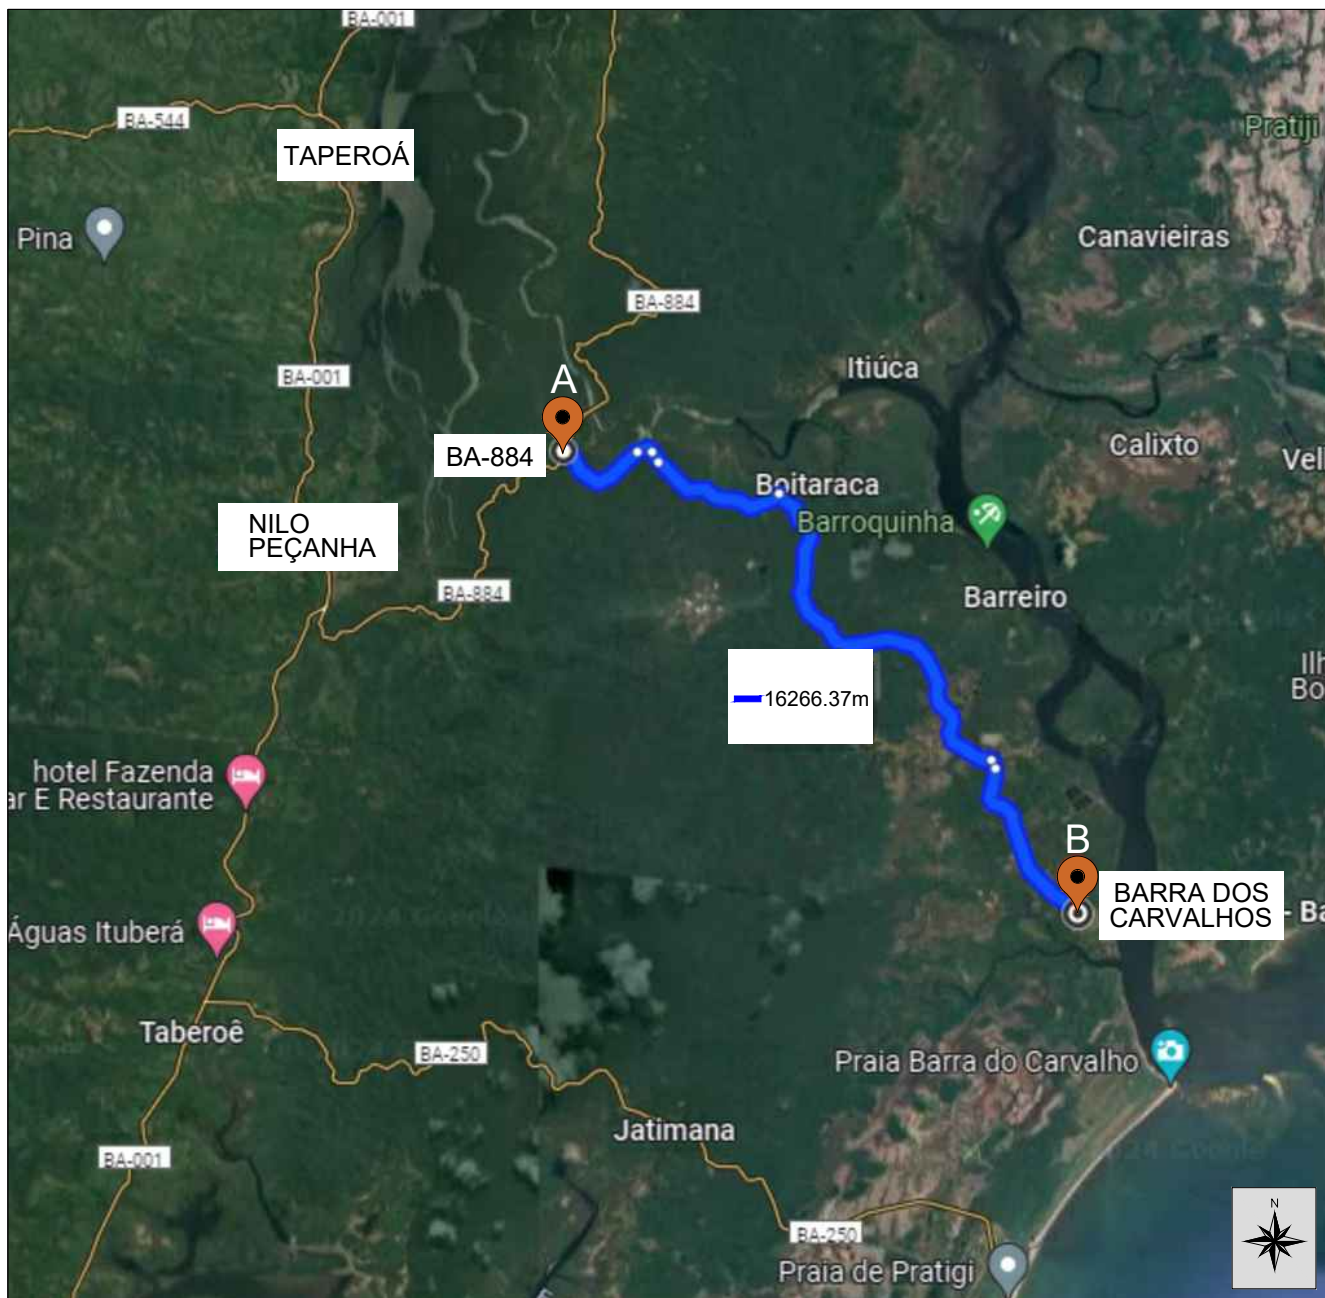 BA-001
BA-544
Pratiji
TAPEROÁ
Pina
Canavieiras
BA-884
Itiúca
BA-001
A
Calixto
BA-884
Vel
Boitaraca
Barroquinha
NILO
PEÇANHA
BA-884
Barreiro
Ilh
Bo
16266.37m
hotel Fazenda
ar E Restaurante
B
BARRA DOS
CARVALHOS
- Ba
Águas Ituberá
Taberoê
BA-250
Praia Barra do Carvalho
Jatimana
BA-001
N
BA-250
Praia de Pratigi